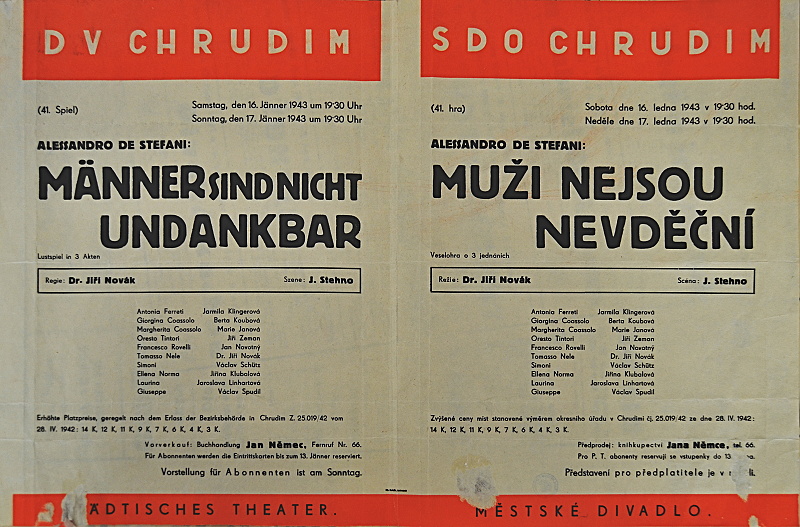 DV CHRUDIM
(41. Spiel)
Samstag, den 16. Jänner 1943 um 19·30 Uhr
Sonntag, den 17. Jänner 1943 um 19·30 Uhr
ALESSANDRO DE STEFANI:
MÄNNER SIND NICHT
UNDANKBAR
Lustspiel in 3 Akten
Regie: Dr. Jiří Novák Szene: J. Stehno
Antonia Ferreti Jarmila Klingerová
Giorgina Coassolo Berta Koubová
Margherita Coassolo Marie Janová
Oresto Tintori Jiří Zeman
Francesco Rovelli Jan Novotný
Tomasso Nele Dr. Jiří Novák
Simoni Václav Schütz
Ellena Norma Jiřina Klubalová
Laurina Jaroslava Linhartová
Giuseppe Václav Spudil
Erhöhte Platzpreise, geregelt nach dem Erlass der Bezirksbehörde in Chrudim Z. 25.019/42 vom
28. IV. 1942: 14 K, 12 K, 11 K, 9 K, 7 K, 6 K, 4 K, 3 K.
Vorverkauf: Buchhandlung Jan Němec, Fernruf Nr. 66.
Für Abonnenten werden die Eintrittskarten bis zum 13. Jänner reserviert.
Vorstellung für Abonnenten ist am Sonntag.
ÄDTISCHES THEATER.
SDO CHRUDIM
(41. hra)
Sobota dne 16. ledna 1943 v 19·30 hod.
Neděle dne 17. ledna 1943 v 19·30 hod.
ALESSANDRO DE STEFANI:
MUŽI NEJSOU
NEVDĚČNÍ
Veselohra o 3 jednáních
Režie: Dr. Jiří Novák Scéna: J. Stehno
Antonia Ferreti Jarmila Klingerová
Giorgina Coassolo Berta Koubová
Margherita Coassolo Marie Janová
Oresto Tintori Jiří Zeman
Francesco Rovelli Jan Novotný
Tomasso Nele Dr. Jiří Novák
Simoni Václav Schütz
Ellena Norma Jiřina Klubalová
Laurina Jaroslava Linhartová
Giuseppe Václav Spudil
Zvýšené ceny míst stanovené výměrem okresního úřadu v Chrudimi čj. 25.019/42 ze dne 28. IV. 1942:
14 K, 12 K, 11 K, 9 K, 7 K, 6 K, 4 K, 3 K.
Předprodej: knihkupectví Jana Němce, tel. 66.
Pro P. T. abonenty reservují se vstupenky do 13
Představení pro předplatitele je v
MĚSTSKÉ DIVADLO.